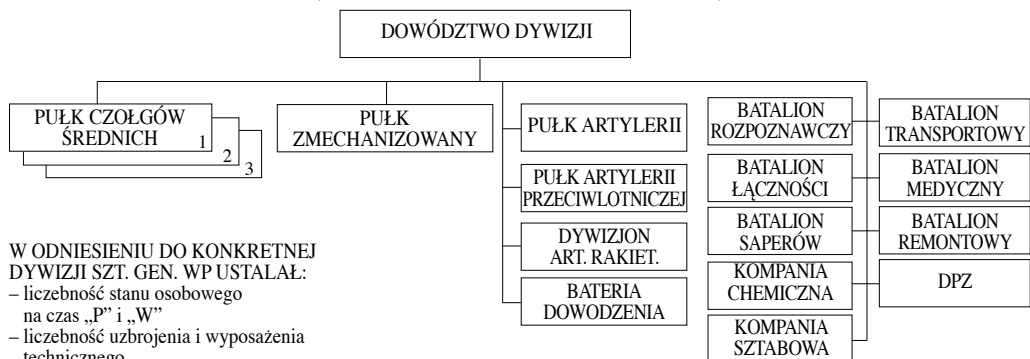 DOWÓDZTWO DYWIZJI
PUŁK CZOŁGÓW
ŚREDNICH 1
2
3
PUŁK
ZMECHANIZOWANY
PUŁK ARTYLERII
PUŁK ARTYLERII
PRZECIWLOTNICZEJ
DYWIZJON
ART. RAKIET.
BATERIA
DOWODZENIA
BATALION
ROZPOZNAWCZY
BATALION
ŁĄCZNOŚCI
BATALION
SAPERÓW
KOMPANIA
CHEMICZNA
KOMPANIA
SZTABOWA
BATALION
TRANSPORTOWY
BATALION
MEDYCZNY
BATALION
REMONTOWY
DPZ
W ODNIESIENIU DO KONKRETNEJ
DYWIZJI SZT. GEN. WP USTALAŁ:
– liczebność stanu osobowego
na czas „P” i „W”
– liczebność uzbrojenia i wyposażenia
technicznego